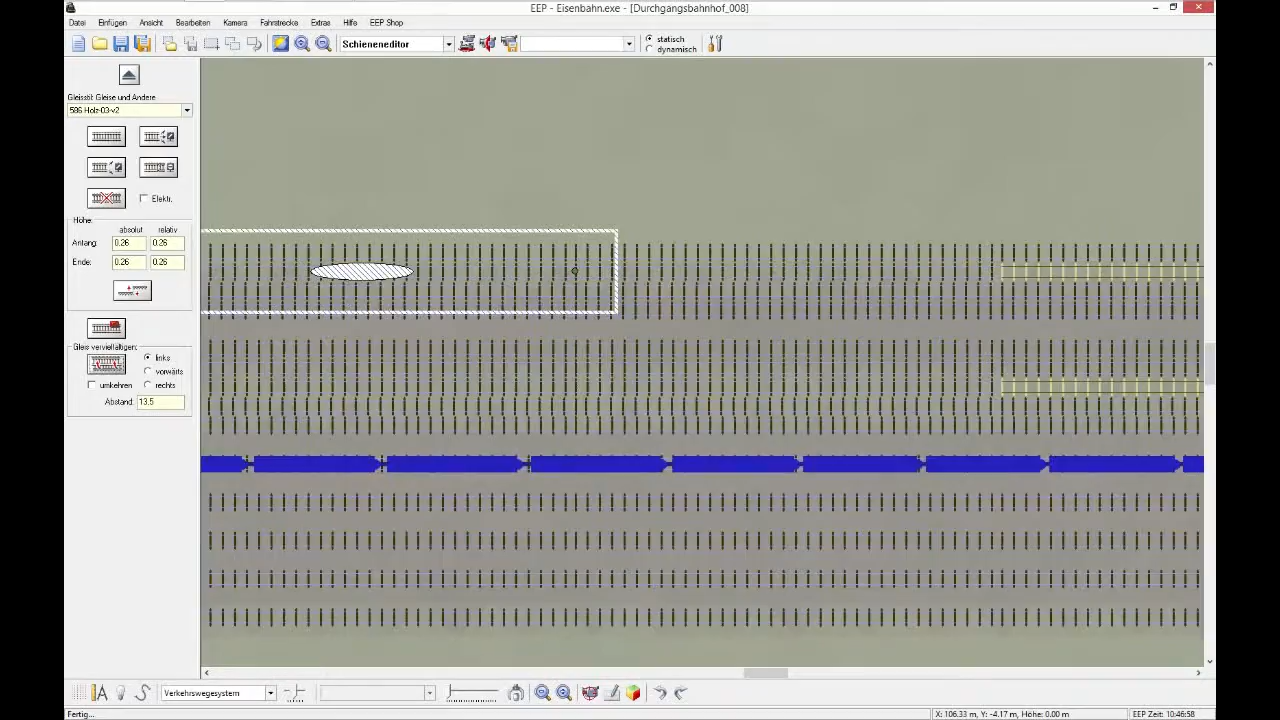 EEP - Eisenbahn.exe - [Durchgangsbahnhof_008]
Datei Einfügen Ansicht Bearbeiten Kamera Fahrstrecke Extras Hilfe EEP Shop
Schieneneditor
statisch
dynamisch
Gleisstil: Gleise und Andere
586 Holz-03-v2
Elektr.
Höhe:
absolut relativ
Anfang: 0.26 0.26
Ende: 0.26 0.26
Gleis vervielfältigen:
links
vorwärts
umkehren rechts
Abstand: 13.5
Verkehrswegesystem
Fertig... X: 106.33 m, Y: -4.17 m, Höhe: 0.00 m EEP Zeit: 10:46:58